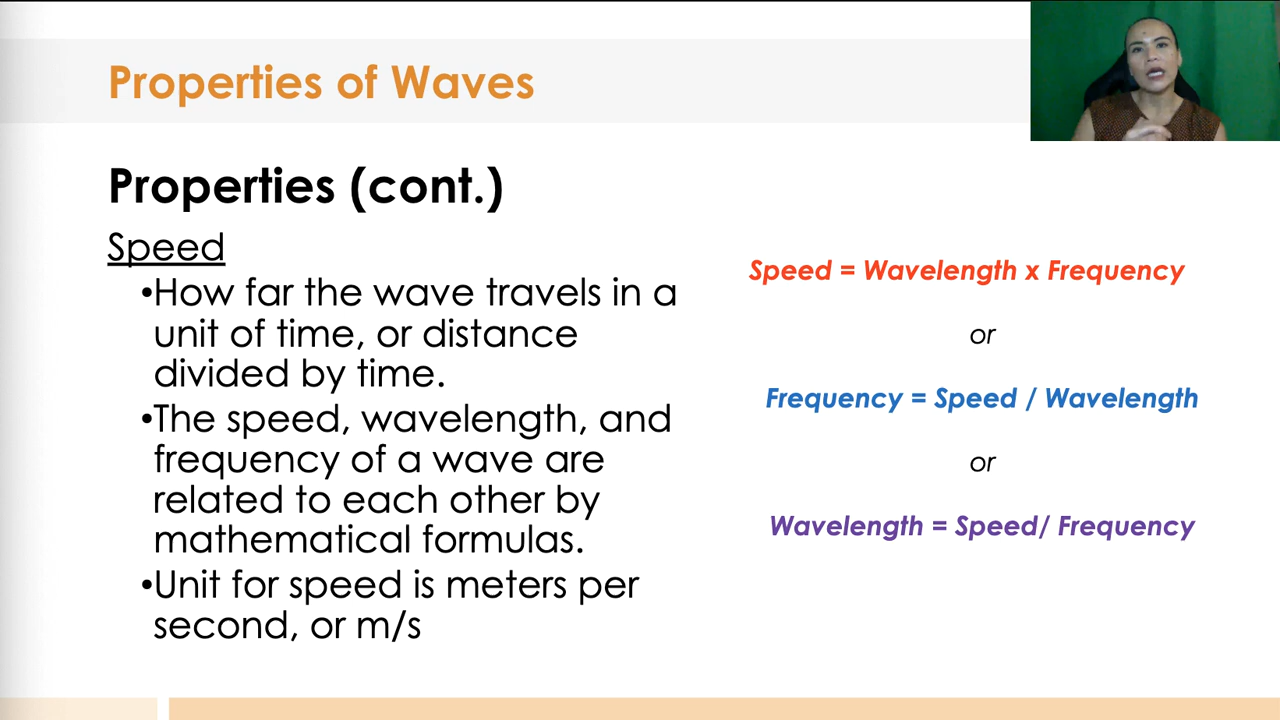 Properties of Waves
Properties (cont.)
Speed
•How far the wave travels in a
unit of time, or distance
divided by time.
•The speed, wavelength, and
frequency of a wave are
related to each other by
mathematical formulas.
•Unit for speed is meters per
second, or m/s
Speed = Wavelength x Frequency
or
Frequency = Speed / Wavelength
or
Wavelength = Speed/ Frequency